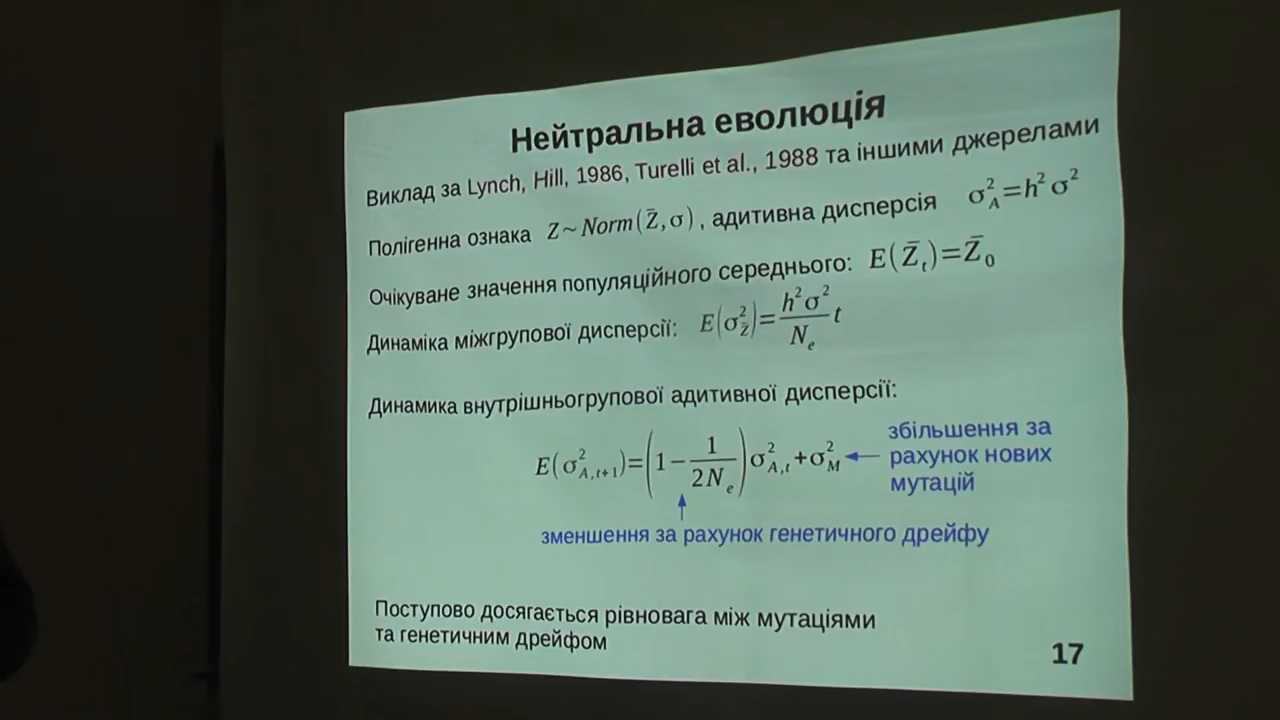 Нейтральна еволюція
Виклад за Lynch, Hill, 1986, Turelli et al., 1988 та іншими джерелами
Полігенна ознака Z~Norm(Z̄,σ), адитивна дисперсія σ²_A=h²σ²
Очікуване значення популяційного середнього: E(Z̄_t)=Z̄_0
Динаміка міжгрупової дисперсії: E(σ²_Z̄)=h²σ²/N_e t
Динамика внутрішньогрупової адитивної дисперсії:
E(σ²_A,t+1)=(1−1/2N_e)σ²_A,t+σ²_M
збільшення за
рахунок нових
мутацій
зменшення за рахунок генетичного дрейфу
Поступово досягається рівновага між мутаціями
та генетичним дрейфом
17